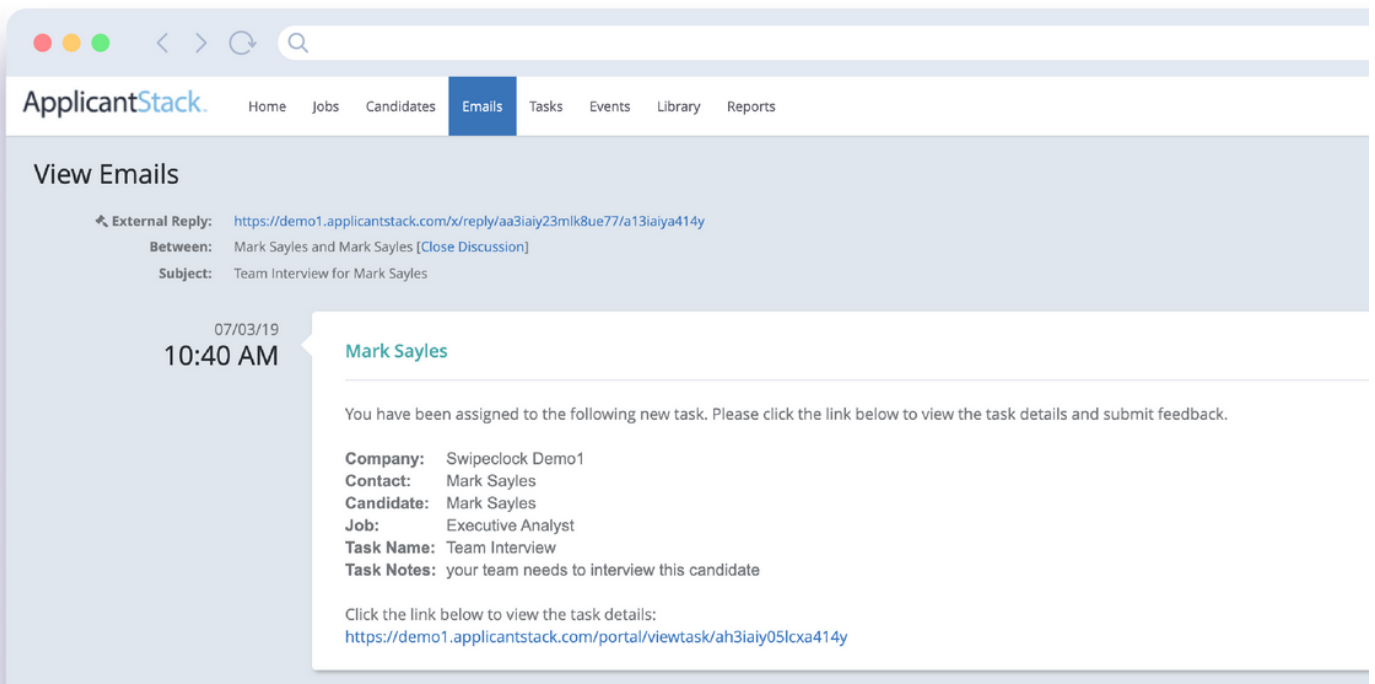 ApplicantStack. Home Jobs Candidates Emails Tasks Events Library Reports
View Emails
External Reply: https://demo1.applicantstack.com/x/reply/aa3iaiy23mlk8ue77/a13iaiya414y
Between: Mark Sayles and Mark Sayles [Close Discussion]
Subject: Team Interview for Mark Sayles
07/03/19
10:40 AM
Mark Sayles
You have been assigned to the following new task. Please click the link below to view the task details and submit feedback.
Company: Swipeclock Demo1
Contact: Mark Sayles
Candidate: Mark Sayles
Job: Executive Analyst
Task Name: Team Interview
Task Notes: your team needs to interview this candidate
Click the link below to view the task details:
https://demo1.applicantstack.com/portal/viewtask/ah3iaiy05lcxa414y